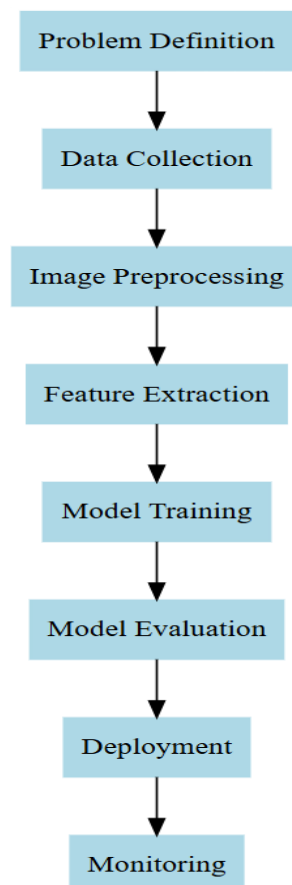 Problem Definition
Data Collection
Image Preprocessing
Feature Extraction
Model Training
Model Evaluation
Deployment
Monitoring